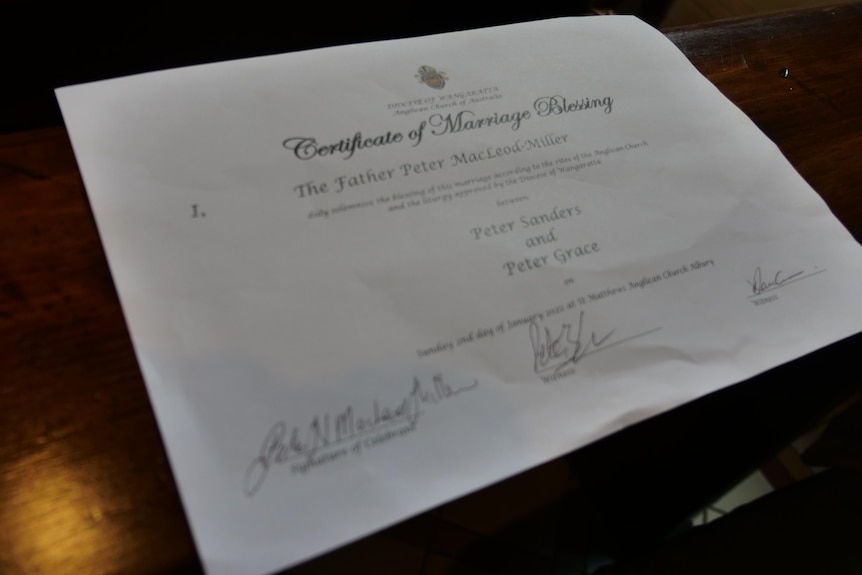 DIOCESE OF WANGARATTA
Anglican Church of Australia
Certificate of Marriage Blessing
I, The Father Peter MacLeod-Miller
duly solemnise the blessing of this marriage according to the rites of the Anglican Church
and the liturgy approved by the Diocese of Wangaratta
between
Peter Sanders
and
Peter Grace
on
Sunday 2nd day of January 2022 at St Matthews Anglican Church Albury
Witness
Witness
Signature of Celebrant